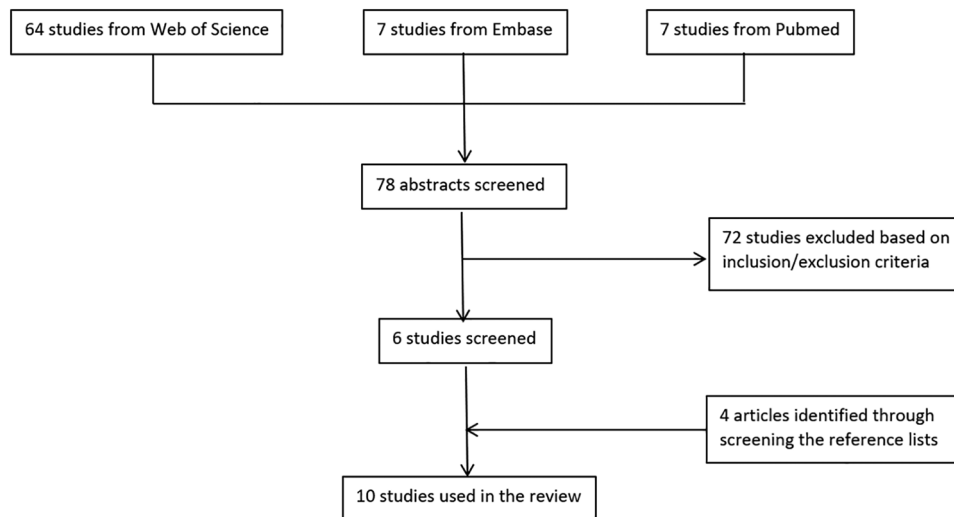 64 studies from Web of Science
7 studies from Embase
7 studies from Pubmed
78 abstracts screened
72 studies excluded based on
inclusion/exclusion criteria
6 studies screened
4 articles identified through
screening the reference lists
10 studies used in the review